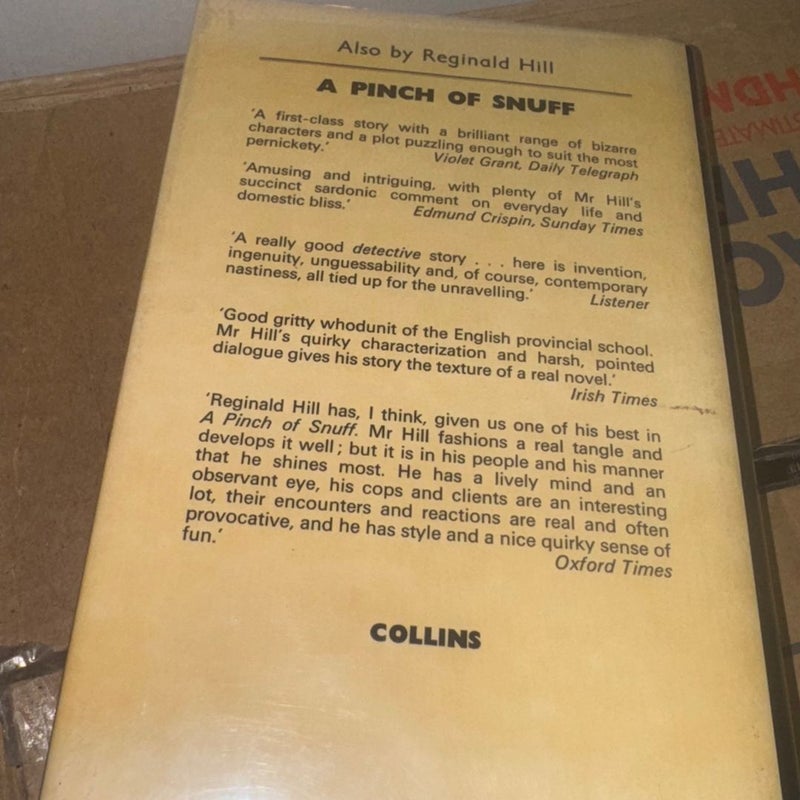 Also by Reginald Hill
A PINCH OF SNUFF
'A first-class story with a brilliant range of bizarre
characters and a plot puzzling enough to suit the most
pernickety.' Violet Grant, Daily Telegraph
'Amusing and intriguing, with plenty of Mr Hill's
succinct sardonic comment on everyday life and
domestic bliss.' Edmund Crispin, Sunday Times
'A really good detective story . . . here is invention,
ingenuity, unguessability and, of course, contemporary
nastiness, all tied up for the unravelling.' Listener
'Good gritty whodunit of the English provincial school.
Mr Hill's quirky characterization and harsh, pointed
dialogue gives his story the texture of a real novel.'
Irish Times
'Reginald Hill has, I think, given us one of his best in
A Pinch of Snuff. Mr Hill fashions a real tangle and
develops it well; but it is in his people and his manner
that he shines most. He has a lively mind and an
observant eye, his cops and clients are an interesting
lot, their encounters and reactions are real and often
provocative, and he has style and a nice quirky sense of
fun.'
Oxford Times
COLLINS